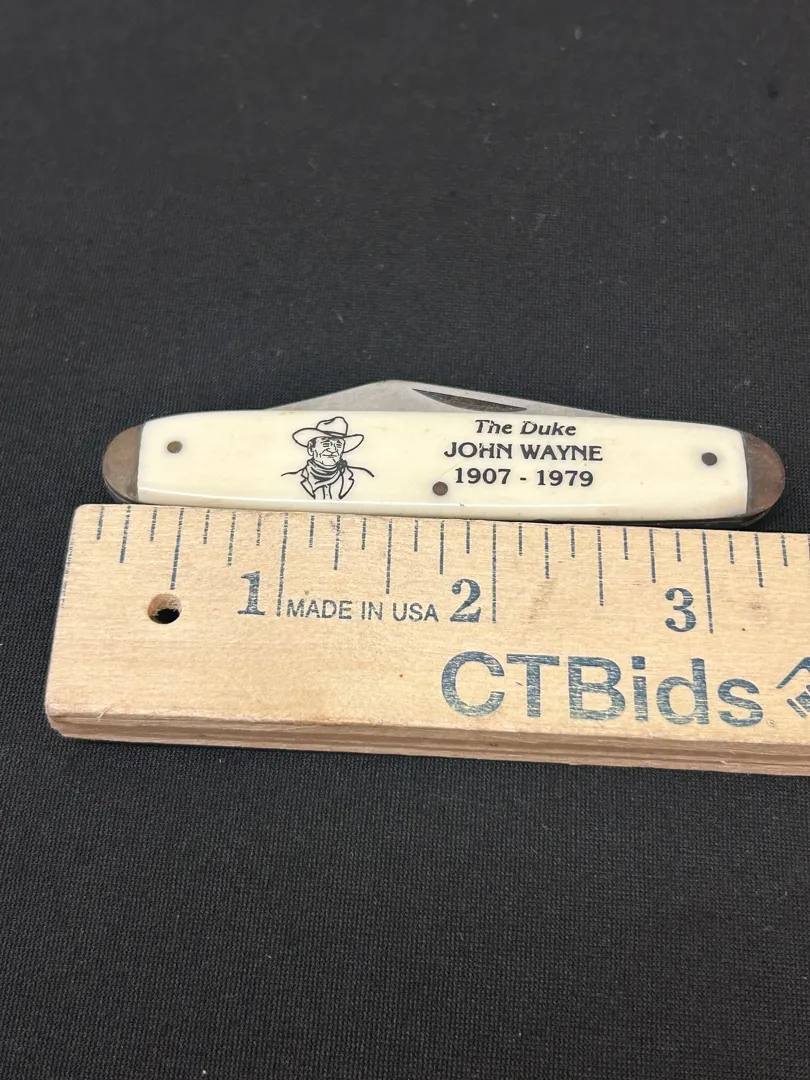 The Duke
JOHN WAYNE
1907 - 1979
1 MADE IN USA 2 3
CTBids